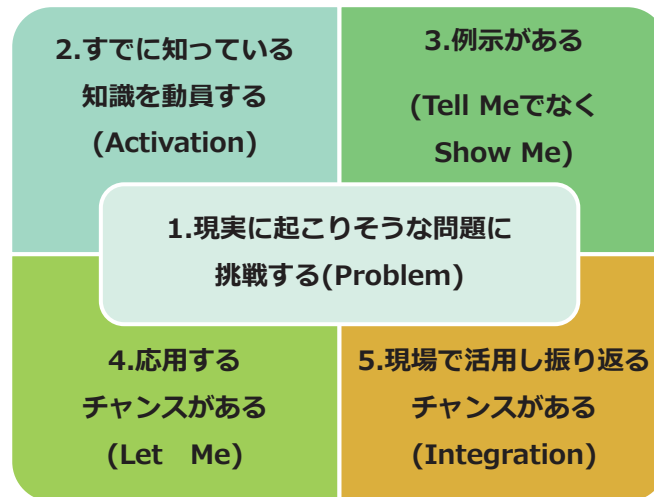 2.すでに知っている
知識を動員する
(Activation)
3.例示がある
(Tell Meでなく
Show Me)
1.現実に起こりそうな問題に
挑戦する(Problem)
4.応用する
チャンスがある
(Let　Me)
5.現場で活用し振り返る
チャンスがある
(Integration)